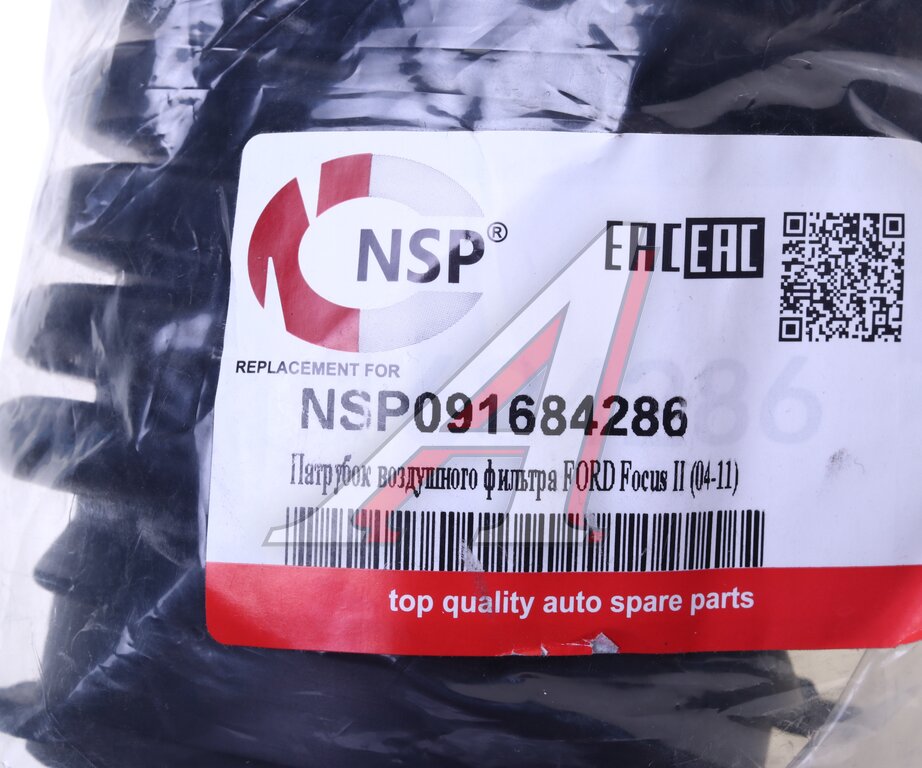 NSP®
EAC EAC
REPLACEMENT FOR
NSP091684286
Патрубок воздушного фильтра FORD Focus II (04-11)
top quality auto spare parts